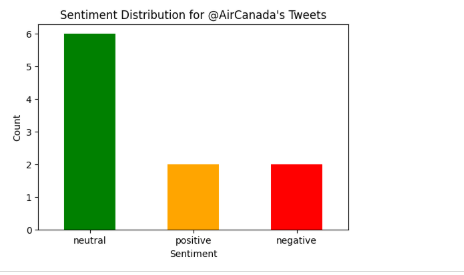 Sentiment Distribution for @AirCanada's Tweets
6
5
4
3
2
1
0
Count
neutral positive negative
Sentiment